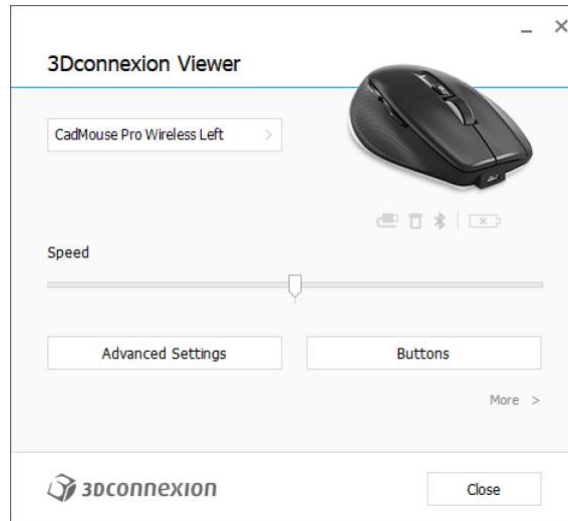 3Dconnexion Viewer
CadMouse Pro Wireless Left >
Speed
Advanced Settings
Buttons
More >
3Dconnexion
Close